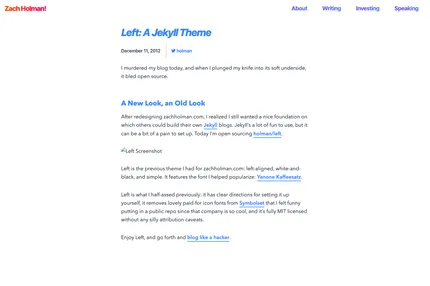 Zach Holman! About Writing Investing Speaking
Left: A Jekyll Theme
December 11, 2012 holman
I murdered my blog today, and when I plunged my knife into its soft underside,
it bled open source.
A New Look, an Old Look
After redesigning zachholman.com, I realized I still wanted a nice foundation on
which others could build their own Jekyll blogs. Jekyll's a lot of fun to use, but it
can be a bit of a pain to set up. Today I'm open sourcing holman/left.
Left Screenshot
Left is the previous theme I had for zachholman.com: left-aligned, white-and-
black, and simple. It features the font I helped popularize: Yanone Kaffeesatz.
Left is what I half-assed previously: it has clear directions for setting it up
yourself, it removes lovely paid-for icon fonts from Symbolset that I felt funny
putting in a public repo since that company is so cool, and it's fully MIT licensed
without any silly attribution caveats.
Enjoy Left, and go forth and blog like a hacker.